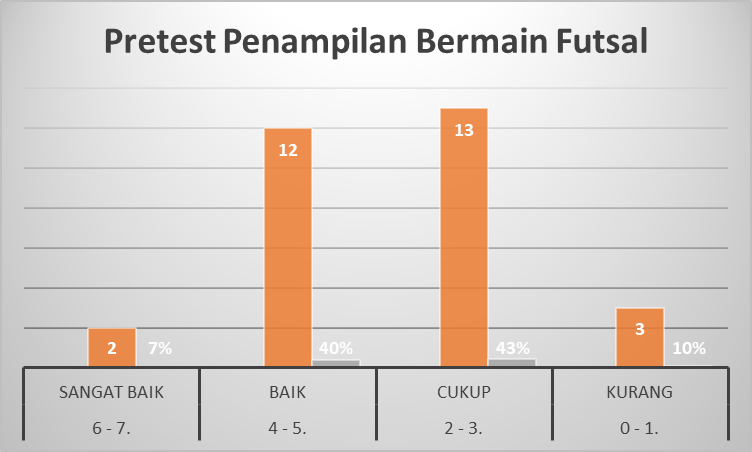 Pretest Penampilan Bermain Futsal
2 7% 12 40% 13 43% 3 10%
SANGAT BAIK BAIK CUKUP KURANG
6 - 7. 4 - 5. 2 - 3. 0 - 1.